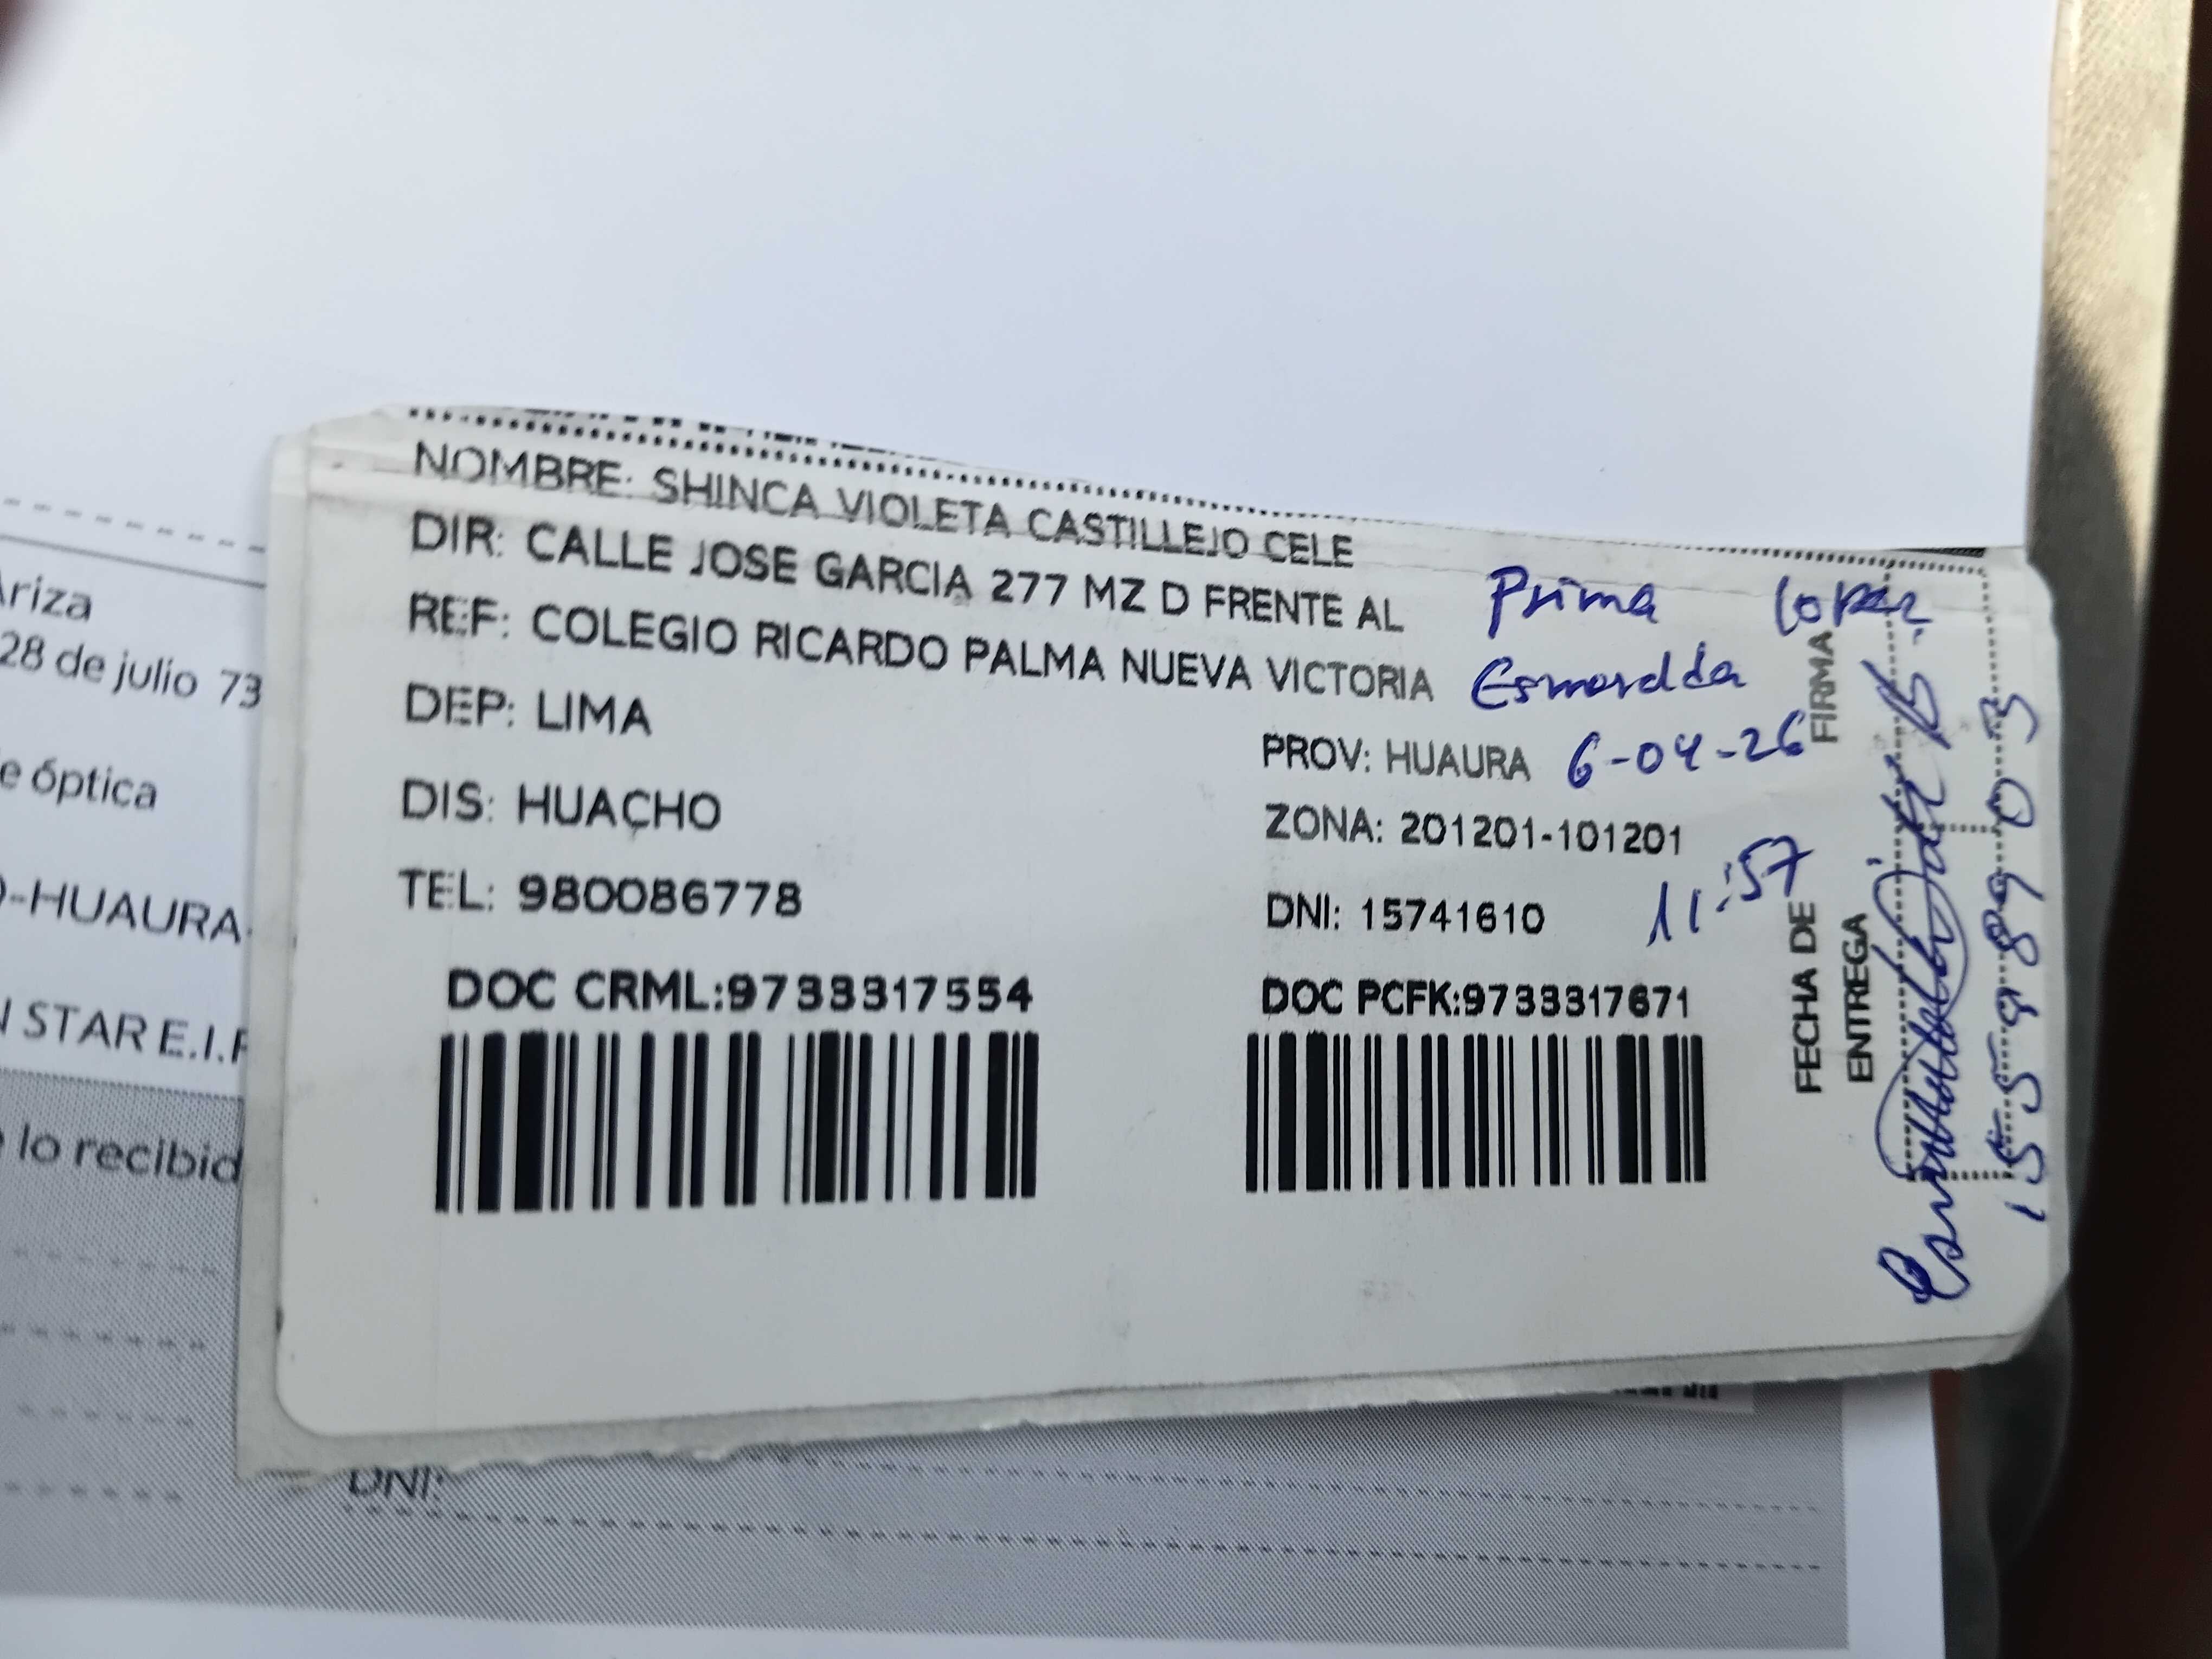 NOMBRE: SHINCA VIOLETA CASTILLEJO CELE
DIR: CALLE JOSE GARCIA 277 MZ D FRENTE AL
REF: COLEGIO RICARDO PALMA NUEVA VICTORIA
Prima Lopez
Esmeralda
FIRMA
DEP: LIMA
PROV: HUAURA 6-04-26
DIS: HUACHO
ZONA: 201201-101201
TEL: 980086778
DNI: 15741610
11:57
FECHA DE
ENTREGA
DOC CRML:9733317554
DOC PCFK:9733317671
15598903
Ariza
28 de julio 73
e óptica
-HUAURA-
STAR E.I.R
lo recibid
DNI: